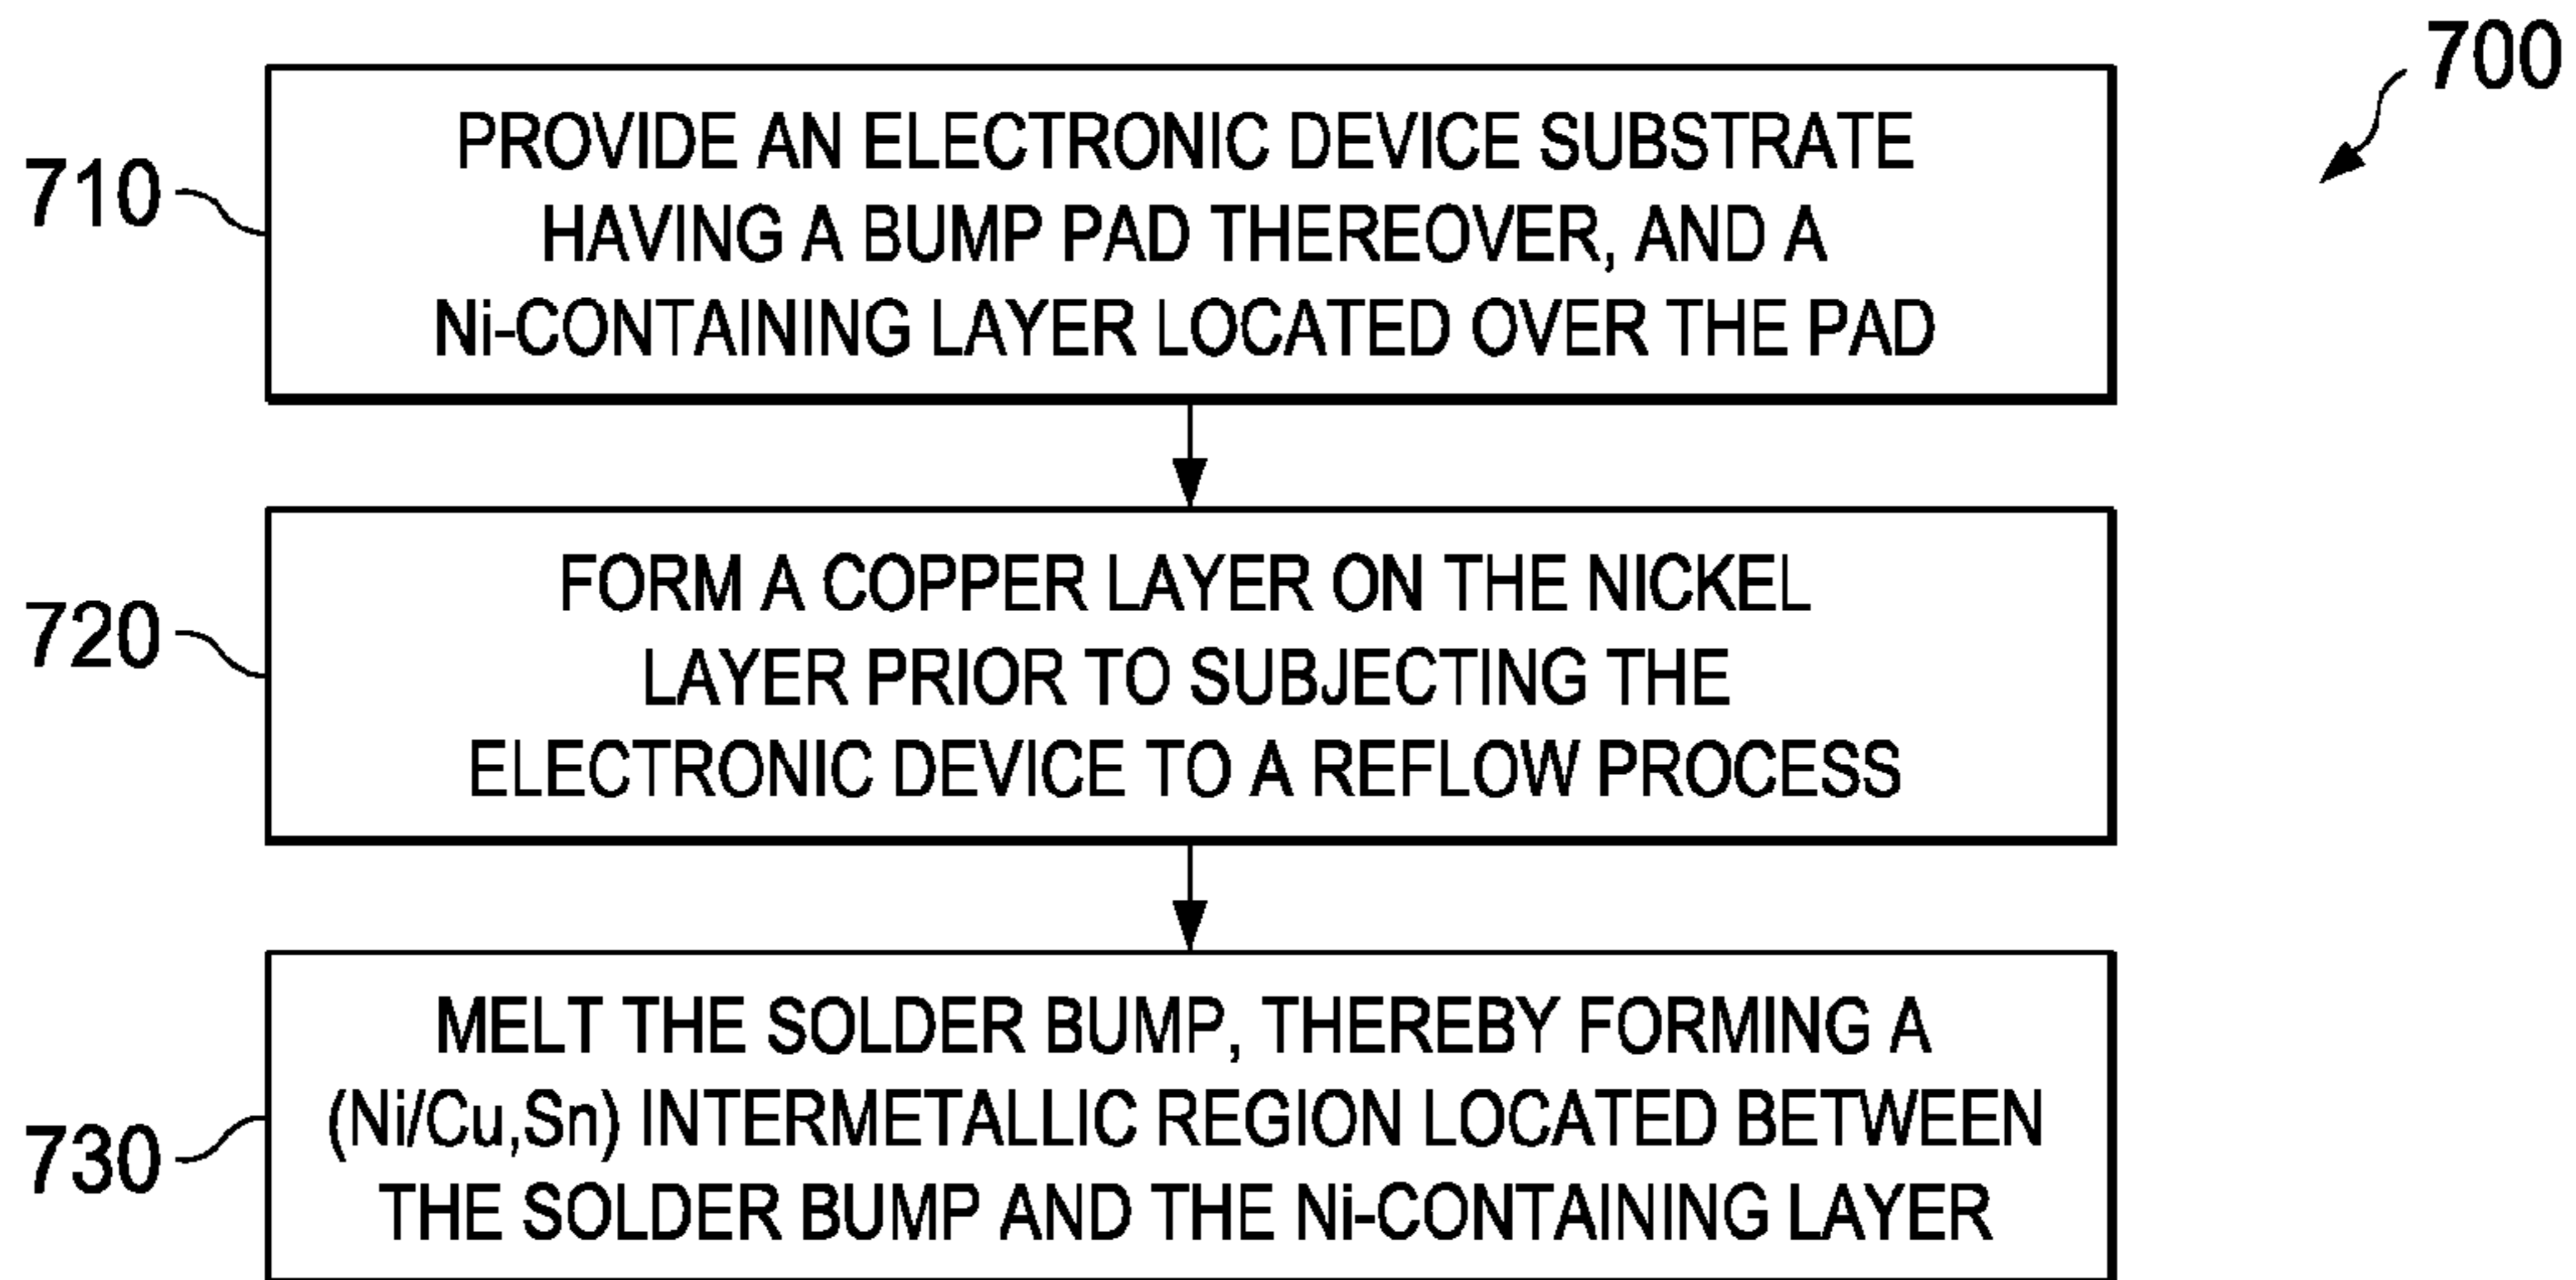 700
710
PROVIDE AN ELECTRONIC DEVICE SUBSTRATE
HAVING A BUMP PAD THEREOVER, AND A
Ni-CONTAINING LAYER LOCATED OVER THE PAD
720
FORM A COPPER LAYER ON THE NICKEL
LAYER PRIOR TO SUBJECTING THE
ELECTRONIC DEVICE TO A REFLOW PROCESS
730
MELT THE SOLDER BUMP, THEREBY FORMING A
(Ni/Cu,Sn) INTERMETALLIC REGION LOCATED BETWEEN
THE SOLDER BUMP AND THE Ni-CONTAINING LAYER